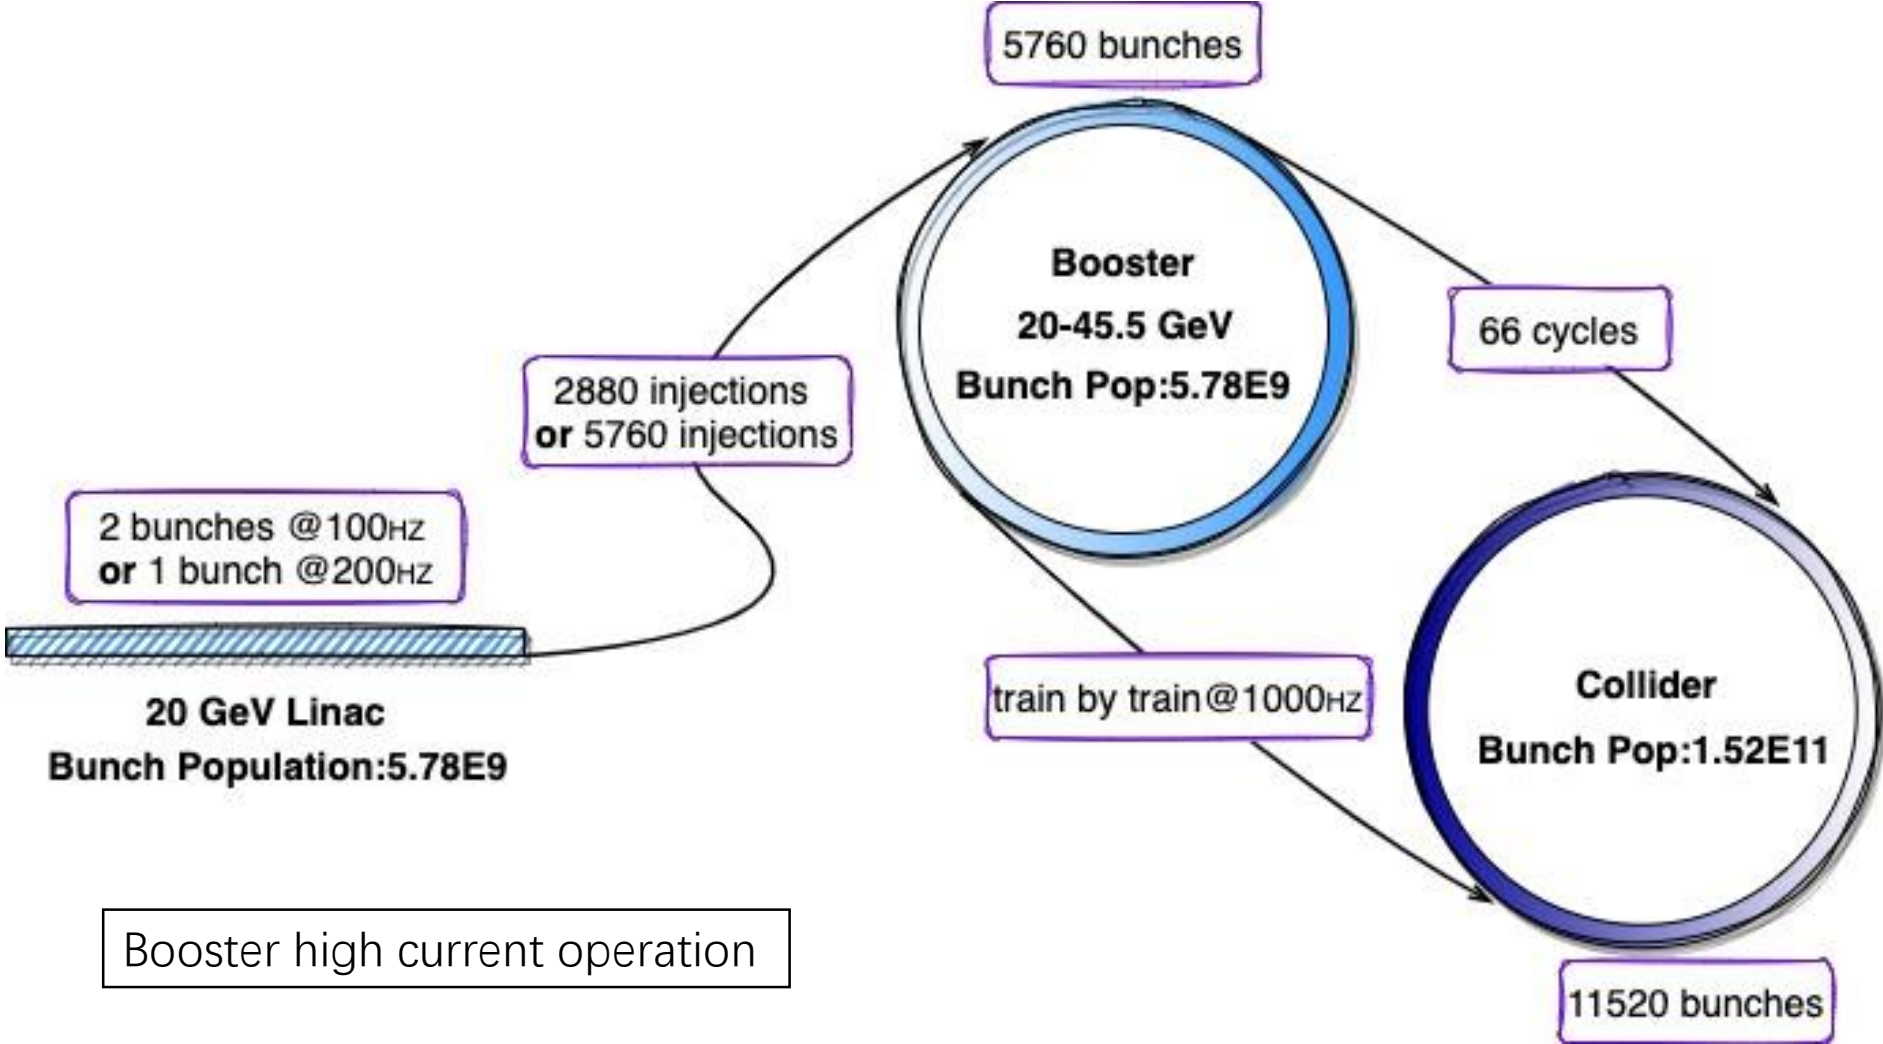 5760 bunches
Booster
20-45.5 GeV
Bunch Pop:5.78E9
66 cycles
2880 injections
or 5760 injections
2 bunches @100HZ
or 1 bunch @200HZ
20 GeV Linac
Bunch Population:5.78E9
train by train@1000HZ
Collider
Bunch Pop:1.52E11
11520 bunches
Booster high current operation